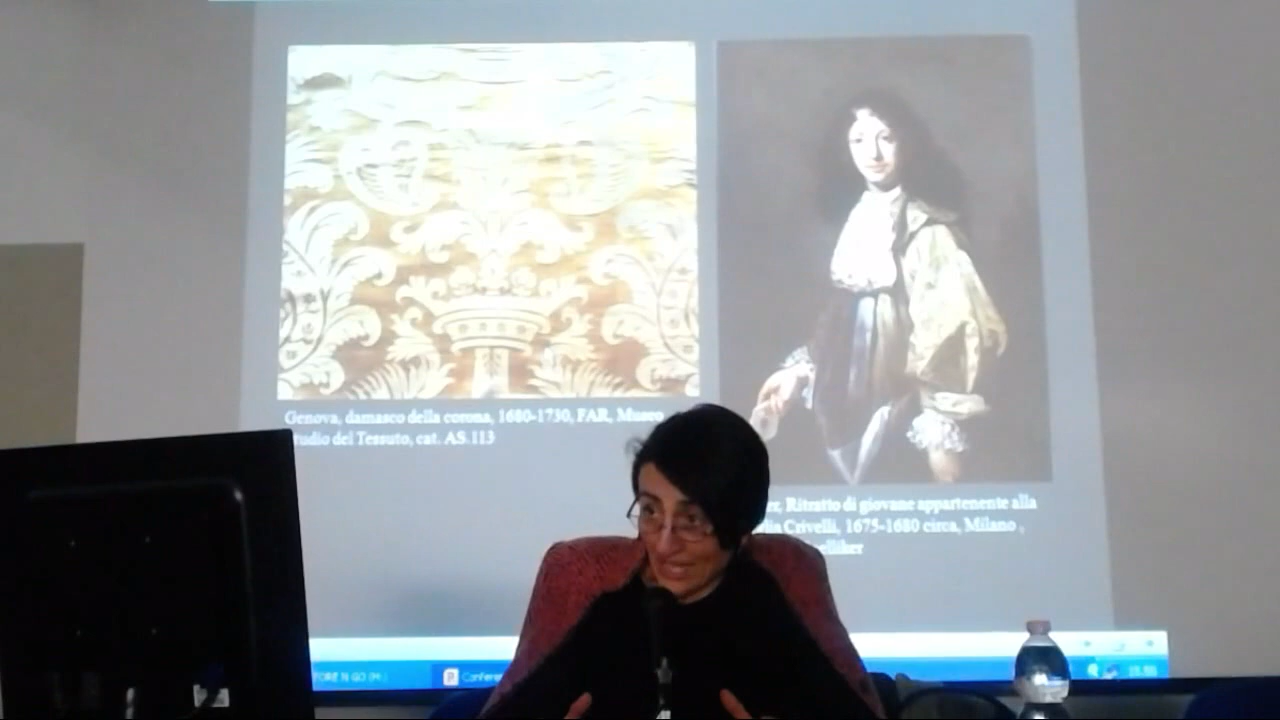 Genova, damasco della corona, 1680-1730, FAR, Museo
Studio del Tessuto, cat. AS.113
Ritratto di giovane appartenente alla
Crivelli, 1675-1680 circa, Milano ,
Conferen